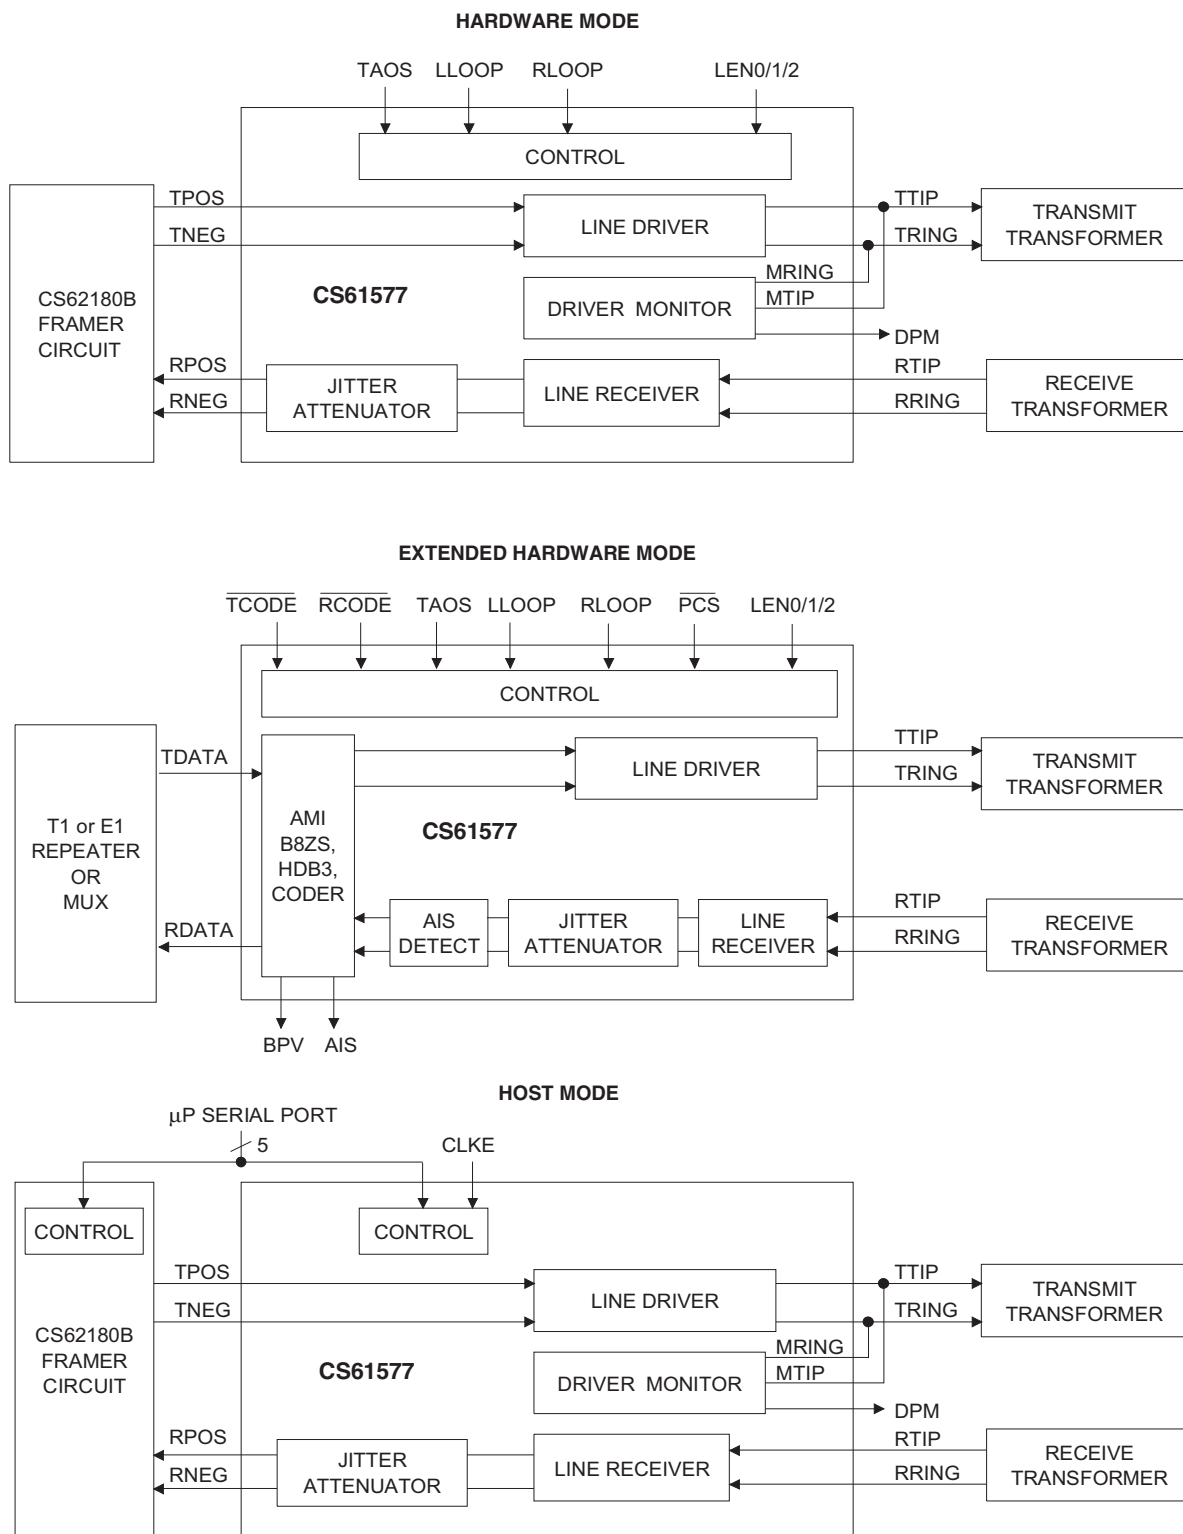 HARDWARE MODE
TAOS LLOOP RLOOP LEN0/1/2
CONTROL
TPOS
TNEG
LINE DRIVER
TTIP
TRING
TRANSMIT
TRANSFORMER
CS62180B
FRAMER
CIRCUIT
CS61577
MRING
MTIP
DRIVER MONITOR
DPM
RPOS
RNEG
JITTER
ATTENUATOR
LINE RECEIVER
RTIP
RRING
RECEIVE
TRANSFORMER
EXTENDED HARDWARE MODE
T̅C̅O̅D̅E̅ R̅C̅O̅D̅E̅ TAOS LLOOP RLOOP P̅C̅S̅ LEN0/1/2
CONTROL
TDATA
LINE DRIVER
TTIP
TRING
TRANSMIT
TRANSFORMER
T1 or E1
REPEATER
OR
MUX
AMI
B8ZS,
HDB3,
CODER
CS61577
RDATA
AIS
DETECT
JITTER
ATTENUATOR
LINE
RECEIVER
RTIP
RRING
RECEIVE
TRANSFORMER
BPV AIS
HOST MODE
µP SERIAL PORT
5
CLKE
CONTROL
CONTROL
TPOS
TNEG
LINE DRIVER
TTIP
TRING
TRANSMIT
TRANSFORMER
CS62180B
FRAMER
CIRCUIT
CS61577
MRING
MTIP
DRIVER MONITOR
DPM
RPOS
RNEG
JITTER
ATTENUATOR
LINE RECEIVER
RTIP
RRING
RECEIVE
TRANSFORMER